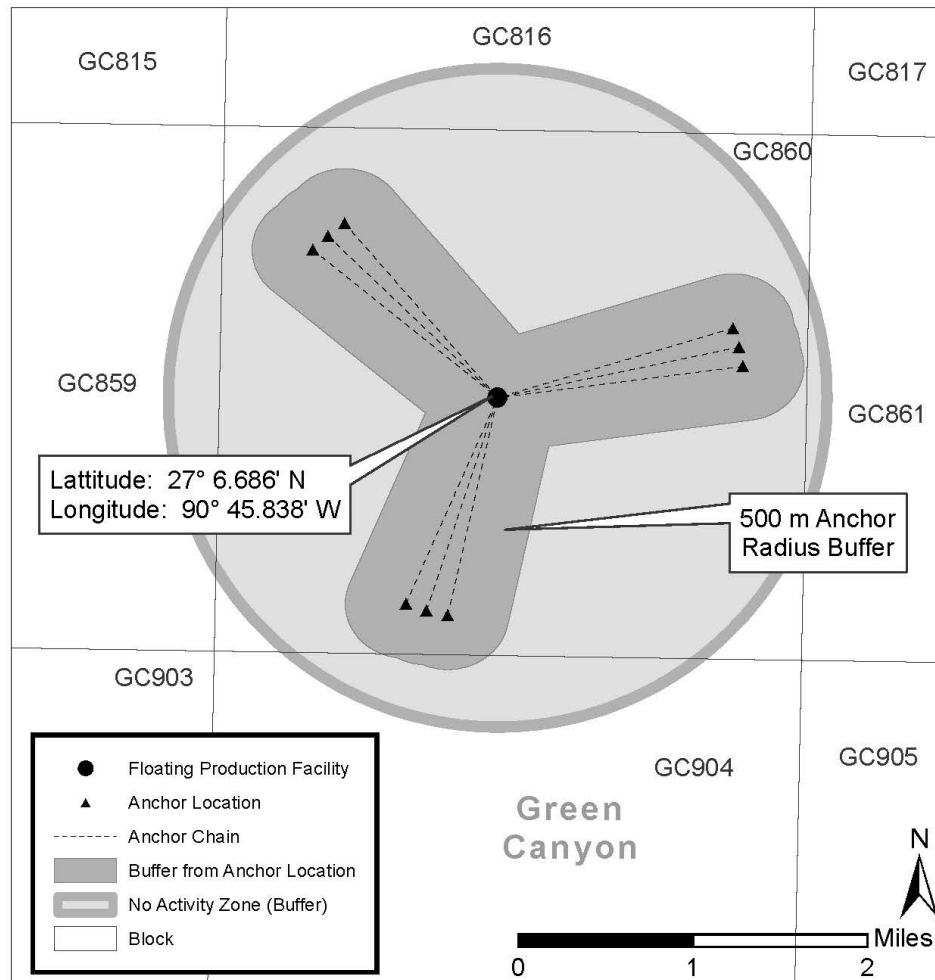 GC816
GC815
GC817
GC860
GC859
GC861
Lattitude: 27° 6.686' N
Longitude: 90° 45.838' W
500 m Anchor
Radius Buffer
GC903
GC904
GC905
Floating Production Facility
Anchor Location
Anchor Chain
Buffer from Anchor Location
No Activity Zone (Buffer)
Block
Green
Canyon
N
Miles
0
1
2